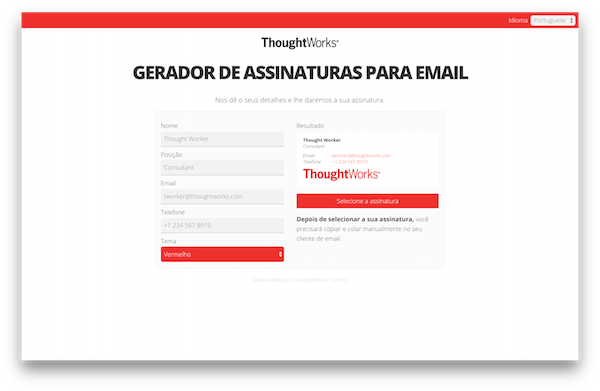 Idioma Portuguese
ThoughtWorks®
GERADOR DE ASSINATURAS PARA EMAIL
Nos dê o seus detalhes e lhe daremos a sua assinatura.
Nome
Thought Worker
Posição
Consultant
Email
tworker@thoughtworks.com
Telefone
+1 234 567 8910
Tema
Vermelho
Resultado
Thought Worker
Consultant
Email tworker@thoughtworks.com
Telefone +1 234 567 8910
ThoughtWorks®
Selecione a assinatura
Depois de selecionar a sua assinatura, você
precisará copiar e colar manualmente no seu
cliente de email.